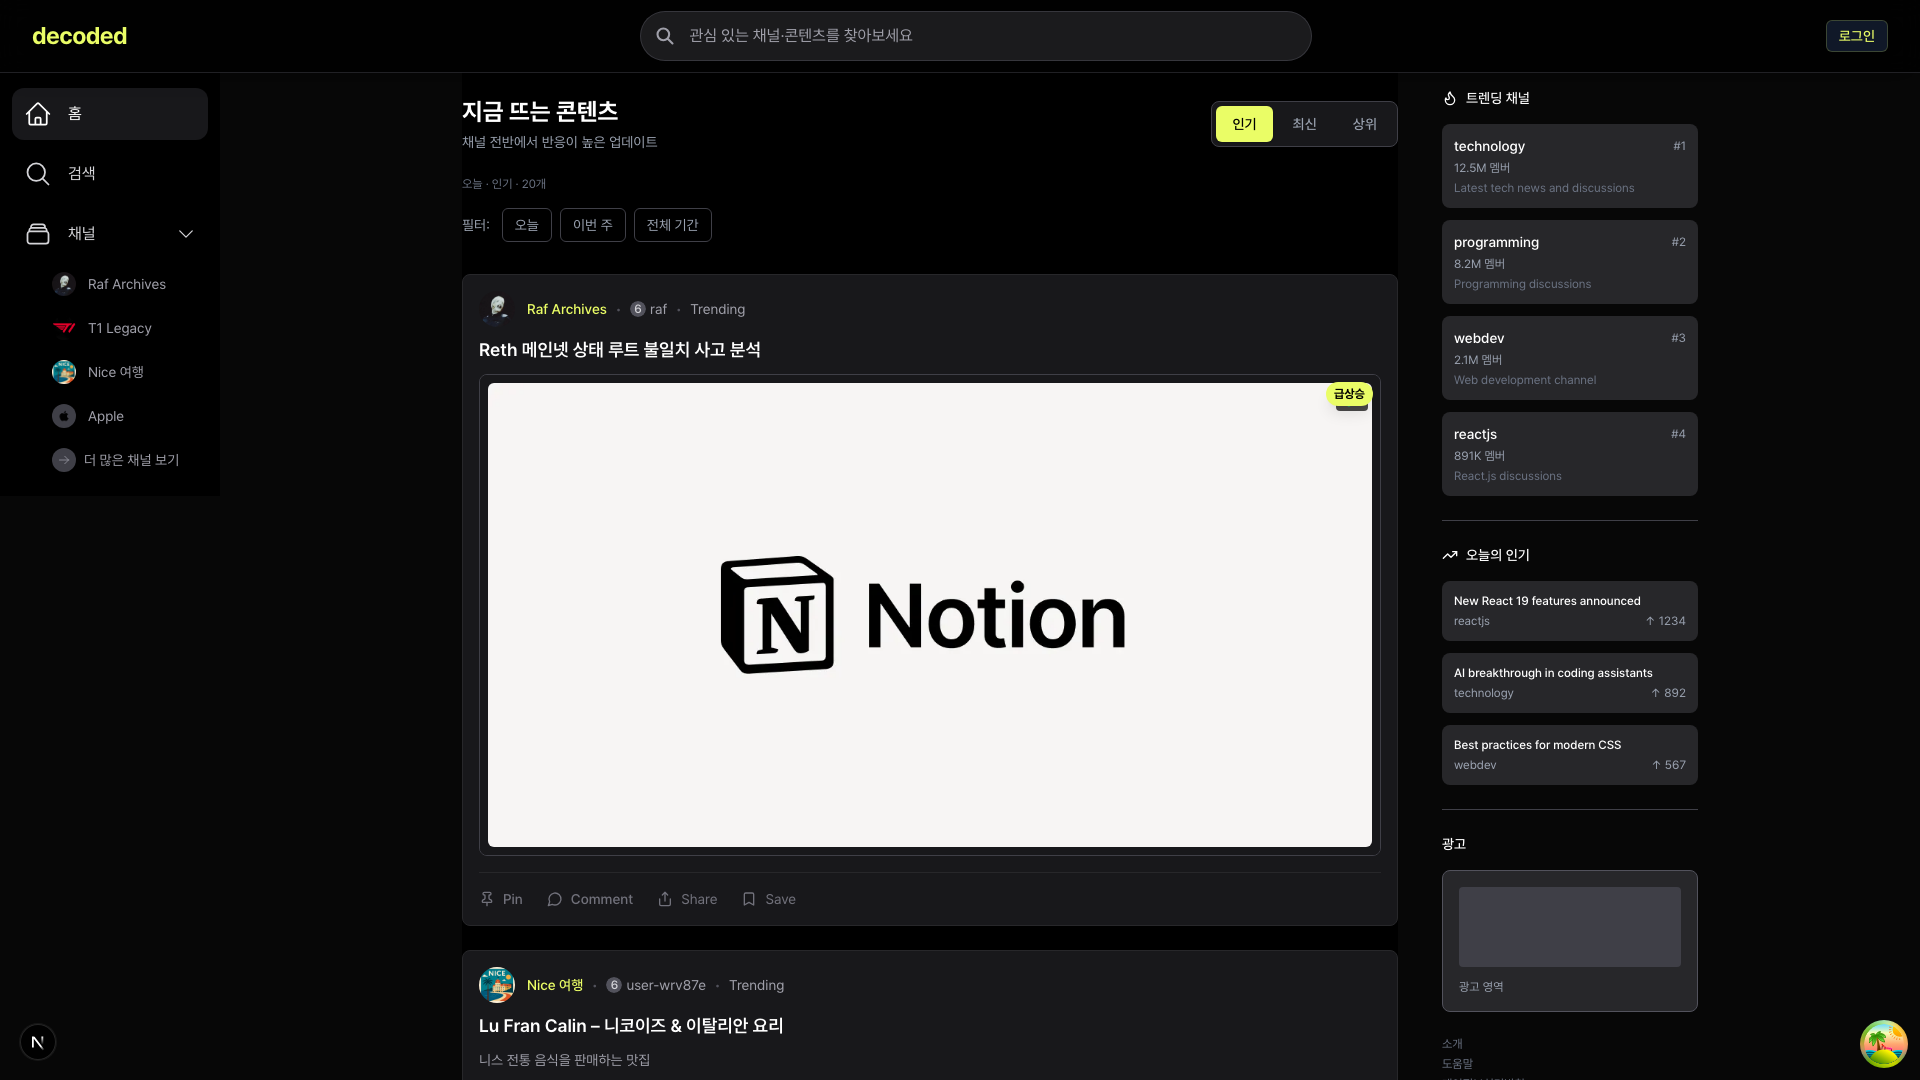 decoded
관심 있는 채널·콘텐츠를 찾아보세요
로그인
홈
검색
채널
Raf Archives
T1 Legacy
Nice 여행
Apple
더 많은 채널 보기
지금 뜨는 콘텐츠
채널 전반에서 반응이 높은 업데이트
인기
최신
상위
오늘 · 인기 · 20개
필터:
오늘
이번 주
전체 기간
Raf Archives • 6 raf • Trending
Reth 메인넷 상태 루트 불일치 사고 분석
급상승
N Notion
Pin
Comment
Share
Save
NICE
Nice 여행 • 6 user-wrv87e • Trending
Lu Fran Calin – 니코이즈 & 이탈리안 요리
니스 전통 음식을 판매하는 맛집
트렌딩 채널
technology #1
12.5M 멤버
Latest tech news and discussions
programming #2
8.2M 멤버
Programming discussions
webdev #3
2.1M 멤버
Web development channel
reactjs #4
891K 멤버
React.js discussions
오늘의 인기
New React 19 features announced
reactjs ↑ 1234
AI breakthrough in coding assistants
technology ↑ 892
Best practices for modern CSS
webdev ↑ 567
광고
광고 영역
소개
도움말
N